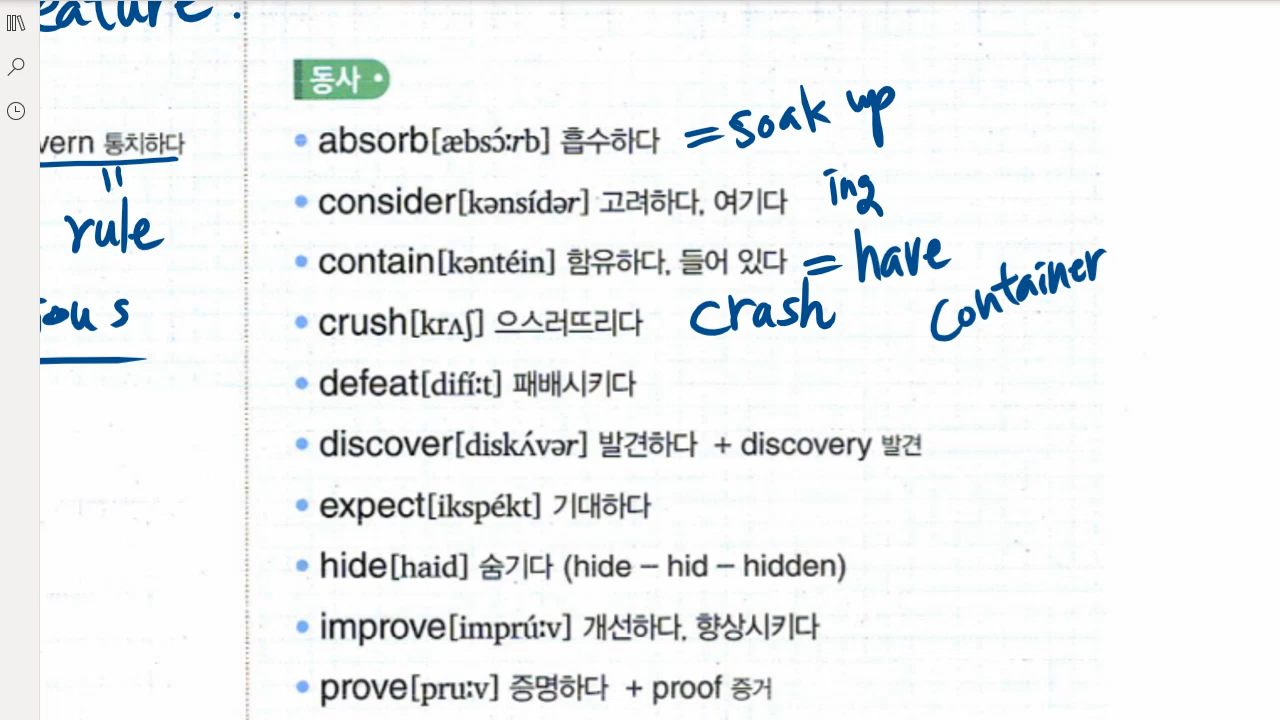 동사
absorb[æbsɔ́ːrb] 흡수하다 = soak up
consider[kənsídər] 고려하다, 여기다 ing
contain[kəntéin] 함유하다, 들어 있다 = have
container
crush[krʌʃ] 으스러뜨리다 crash
defeat[difíːt] 패배시키다
discover[diskʌ́vər] 발견하다 + discovery 발견
expect[ikspékt] 기대하다
hide[haid] 숨기다 (hide – hid – hidden)
improve[imprúːv] 개선하다, 향상시키다
prove[pruːv] 증명하다 + proof 증거
vern 통치하다
=
rule
ous